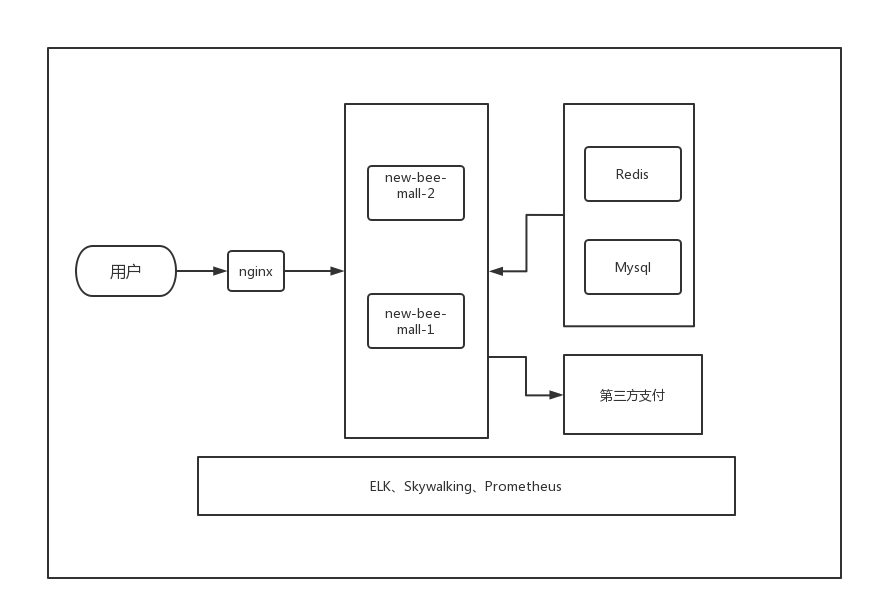 用户
nginx
new-bee-
mall-2
new-bee-
mall-1
Redis
Mysql
第三方支付
ELK、Skywalking、Prometheus